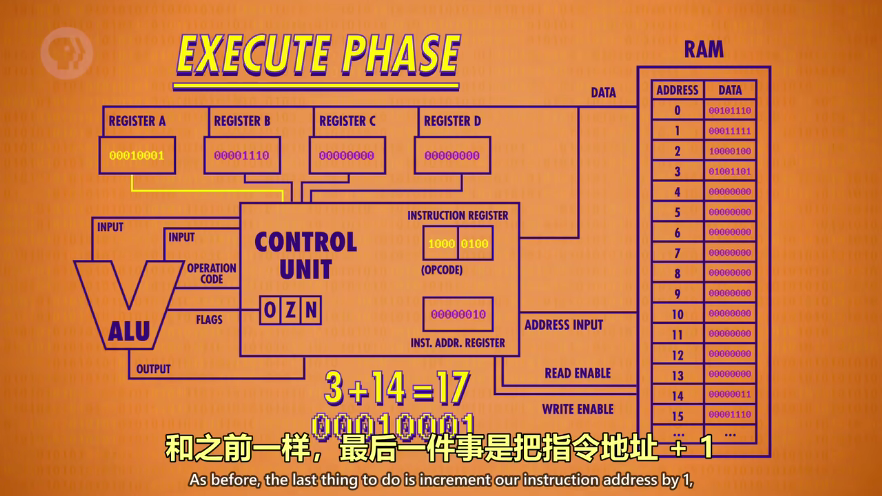 EXECUTE PHASE
RAM
DATA
ADDRESS DATA
0 00101110
1 00011111
2 10000100
3 01001101
4 00000000
5 00000000
6 00000000
7 00000000
8 00000000
9 00000000
10 00000000
11 00000000
12 00000000
13 00000000
14 00000011
15 00001110
... ...
REGISTER A
00010001
REGISTER B
00001110
REGISTER C
00000000
REGISTER D
00000000
INPUT
INPUT
OPERATION
CODE
FLAGS
ALU
OUTPUT
CONTROL
UNIT
O Z N
INSTRUCTION REGISTER
1000 0100
(OPCODE)
00000010
INST. ADDR. REGISTER
ADDRESS INPUT
READ ENABLE
WRITE ENABLE
3+14=17
00010001
和之前一样，最后一件事是把指令地址 + 1
As before, the last thing to do is increment our instruction address by 1,